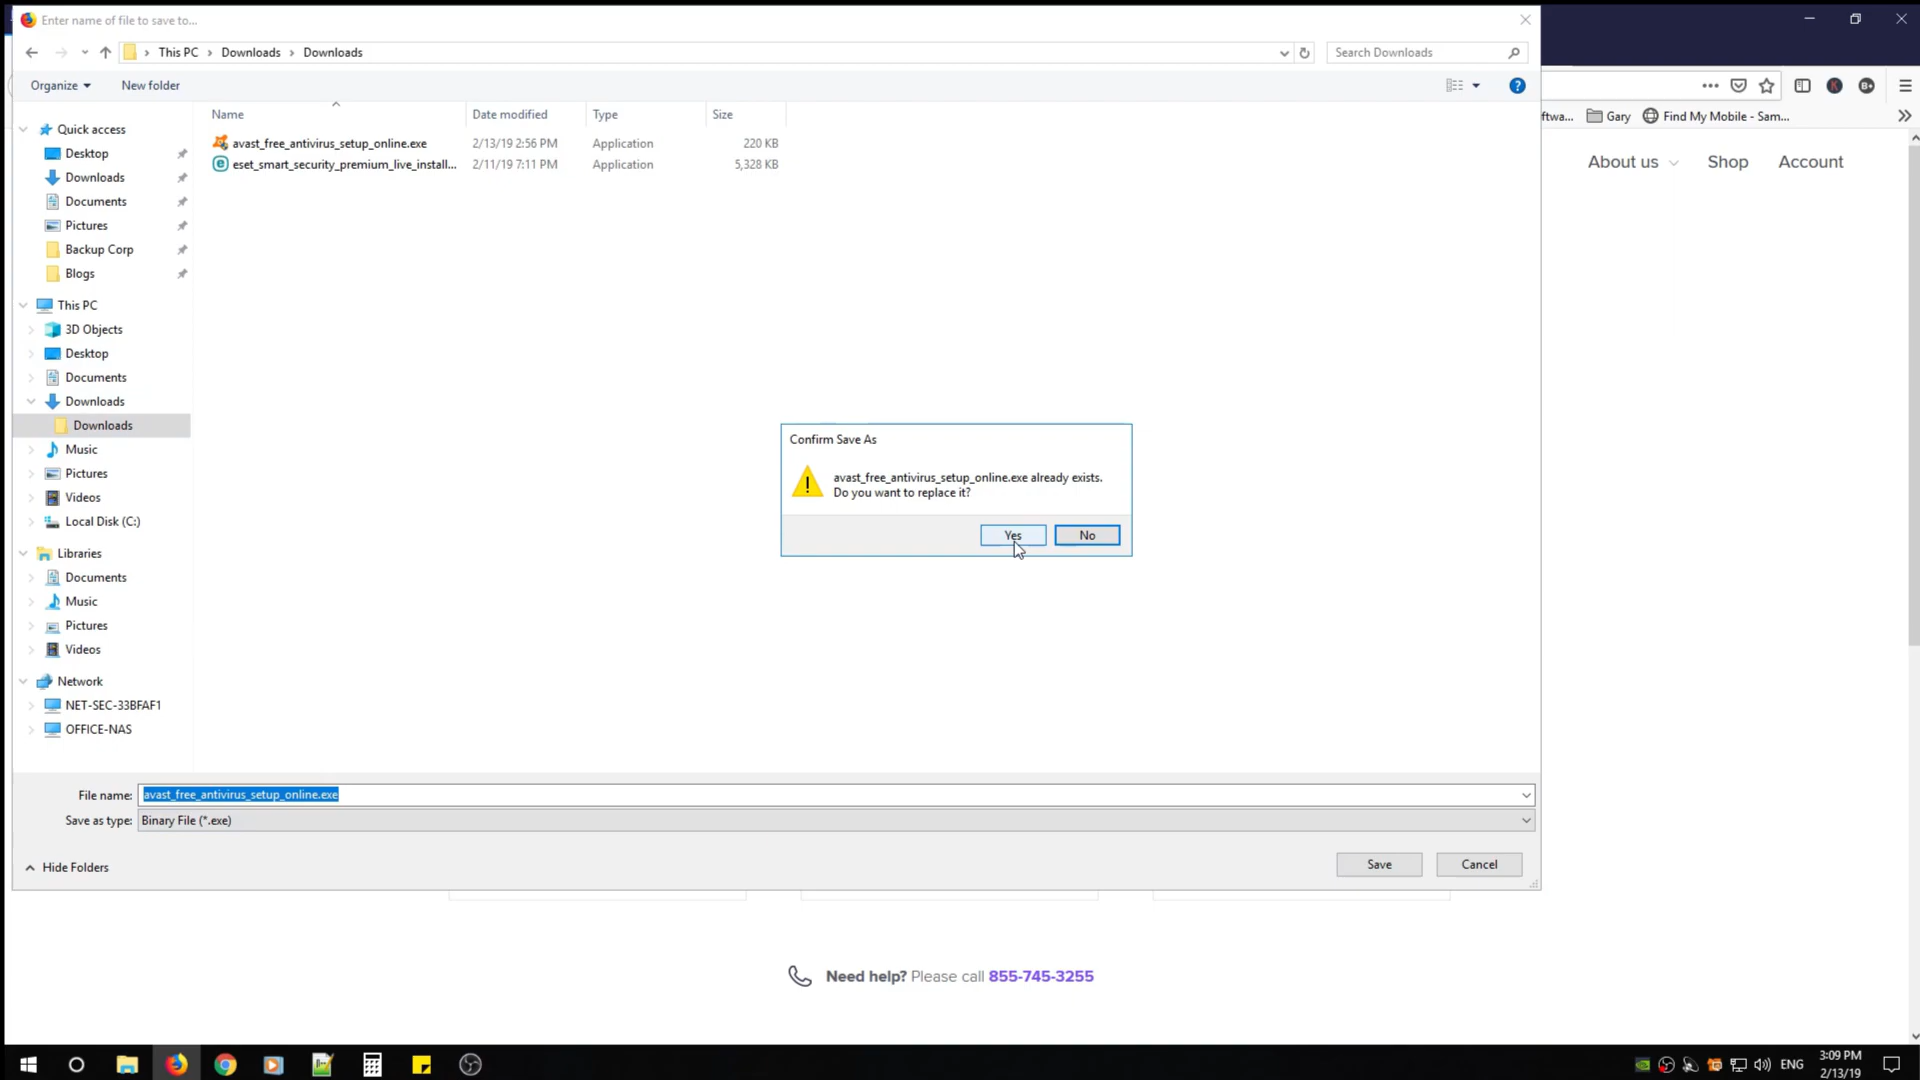 Enter name of file to save to...
This PC
Downloads
Downloads
Search Downloads
Organize
New folder
Name
Date modified
Type
Size
avast_free_antivirus_setup_online.exe
2/13/19 2:56 PM
Application
220 KB
eset_smart_security_premium_live_install...
2/11/19 7:11 PM
Application
5,328 KB
Quick access
Desktop
Downloads
Documents
Pictures
Backup Corp
Blogs
This PC
3D Objects
Desktop
Documents
Downloads
Downloads
Music
Pictures
Videos
Local Disk (C:)
Libraries
Documents
Music
Pictures
Videos
Network
NET-SEC-33BFAF1
OFFICE-NAS
Confirm Save As
avast_free_antivirus_setup_online.exe already exists.
Do you want to replace it?
Yes
No
File name:
avast_free_antivirus_setup_online.exe
Save as type:
Binary File (*.exe)
Hide Folders
Save
Cancel
ftwa...
Gary
Find My Mobile - Sam...
About us
Shop
Account
Need help? Please call 855-745-3255
ENG
3:09 PM
2/13/19